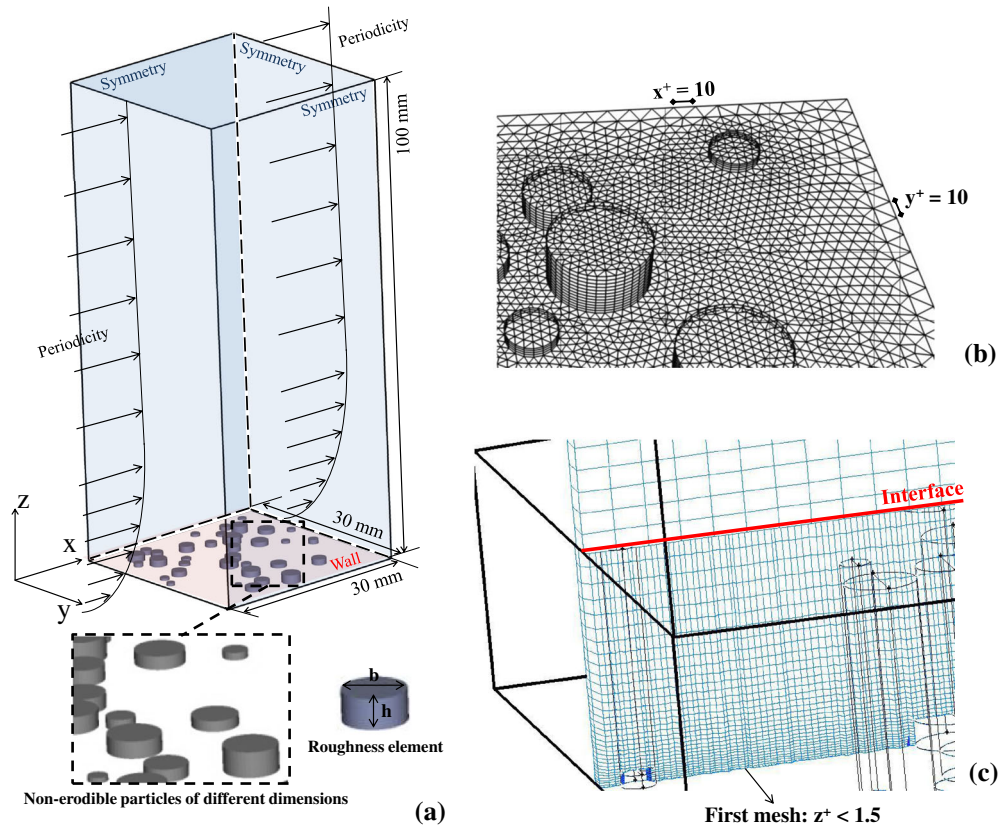 Periodicity
Symmetry
Symmetry
Symmetry
100 mm
Periodicity
z
x
y
30 mm
Wall
30 mm
b
h
Roughness element
Non-erodible particles of different dimensions
(a)
x⁺ = 10
y⁺ = 10
(b)
Interface
(c)
First mesh: z⁺ < 1.5